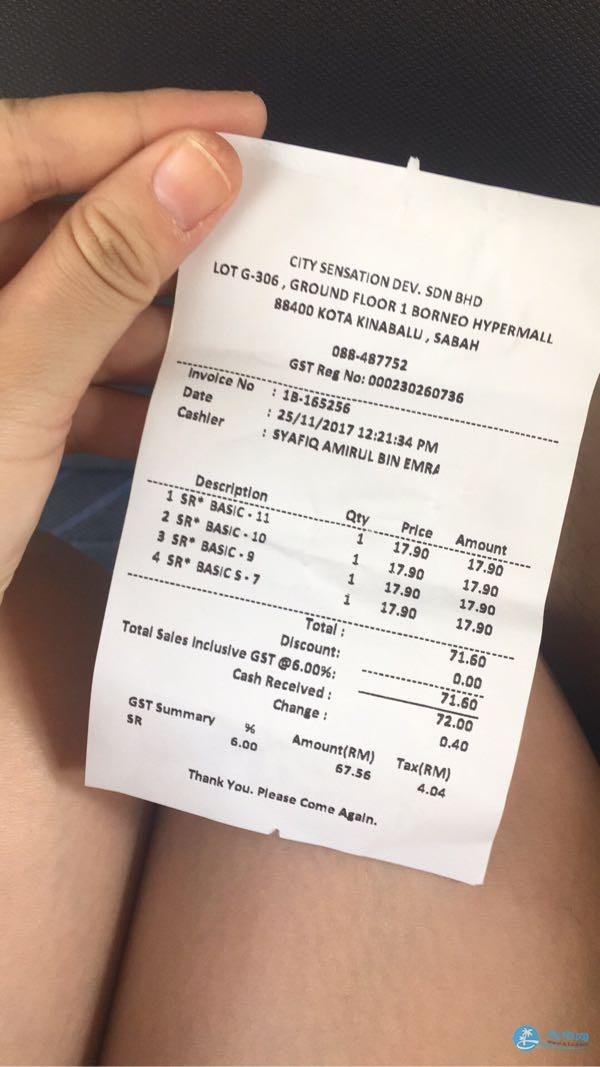 CITY SENSATION DEV. SDN BHD
LOT G-306 , GROUND FLOOR 1 BORNEO HYPERMALL
88400 KOTA KINABALU , SABAH
088-487752
GST Reg No: 000230260736
Invoice No : 1B-165256
Date : 25/11/2017 12:21:34 PM
Cashier : SYAFIQ AMIRUL BIN EMRA
Description Qty Price Amount
1 SR* BASIC - 11 1 17.90 17.90
2 SR* BASIC - 10 1 17.90 17.90
3 SR* BASIC - 9 1 17.90 17.90
4 SR* BASIC S - 7 1 17.90 17.90
Total : 71.60
Discount: 0.00
Total Sales Inclusive GST @6.00%: 71.60
Cash Received : 72.00
Change : 0.40
GST Summary % Amount(RM) Tax(RM)
SR 6.00 67.56 4.04
Thank You. Please Come Again.